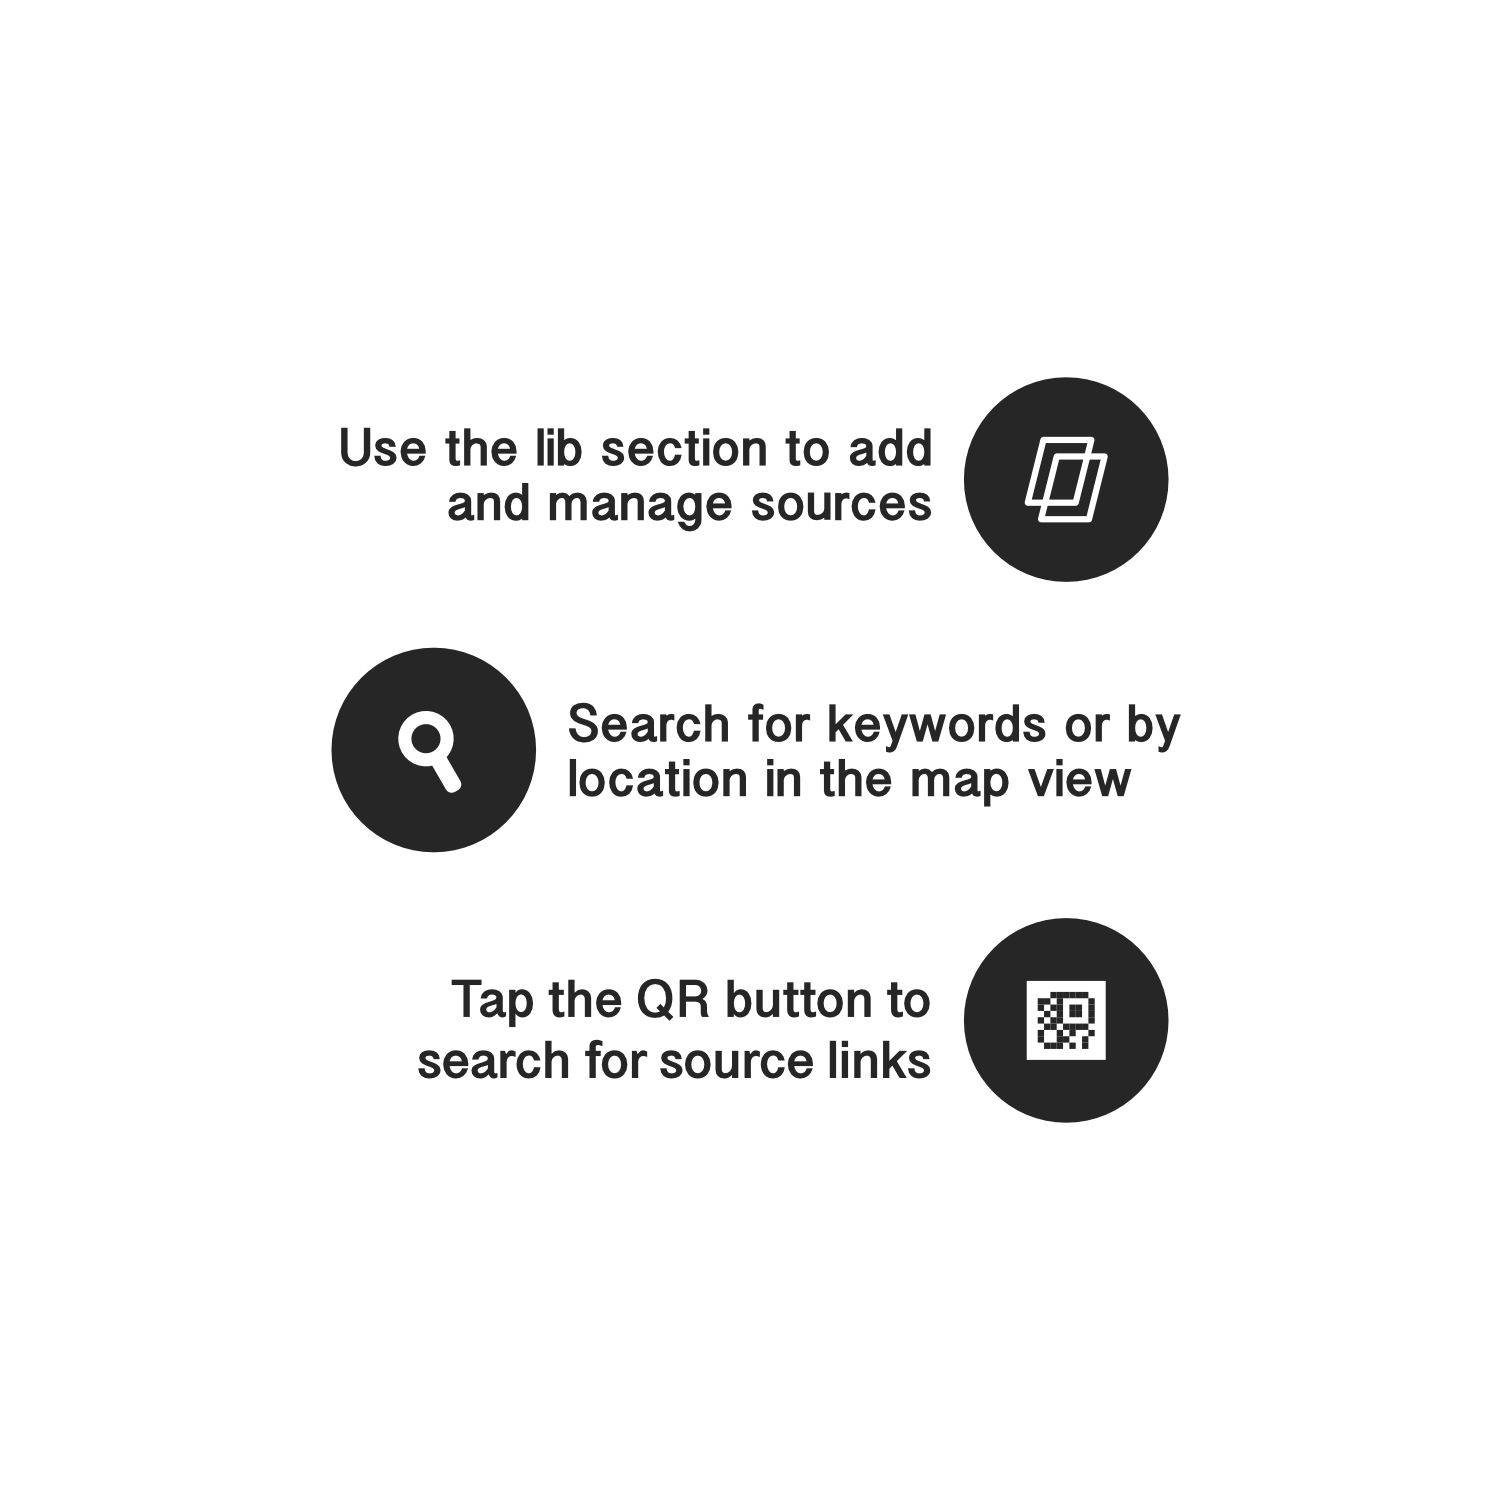 Use the lib section to add
and manage sources
Search for keywords or by
location in the map view
Tap the QR button to
search for source links